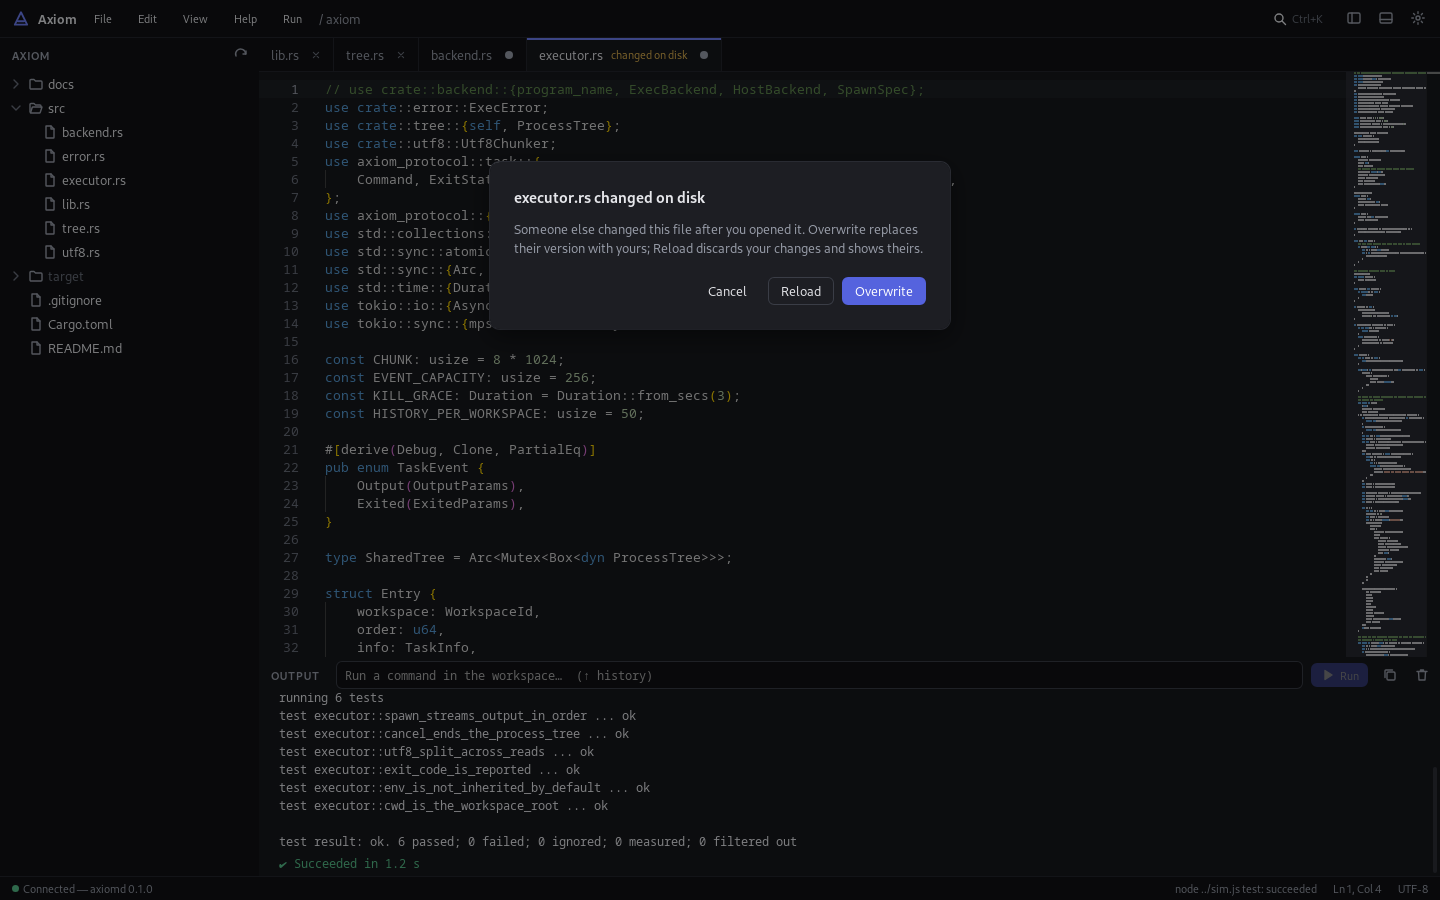 Axiom File Edit View Help Run / axiom Ctrl+K
AXIOM
docs
src
backend.rs
error.rs
executor.rs
lib.rs
tree.rs
utf8.rs
target
.gitignore
Cargo.toml
README.md
lib.rs × tree.rs × backend.rs executor.rs changed on disk
1 // use crate::backend::{program_name, ExecBackend, HostBackend, SpawnSpec};
2 use crate::error::ExecError;
3 use crate::tree::{self, ProcessTree};
4 use crate::utf8::Utf8Chunker;
5 use axiom_protocol::task::{
6 Command, ExitStat
7 };
8 use axiom_protocol::{
9 use std::collections:
10 use std::sync::atomic
11 use std::sync::{Arc,
12 use std::time::{Durat
13 use tokio::io::{Async
14 use tokio::sync::{mps
15
16 const CHUNK: usize = 8 * 1024;
17 const EVENT_CAPACITY: usize = 256;
18 const KILL_GRACE: Duration = Duration::from_secs(3);
19 const HISTORY_PER_WORKSPACE: usize = 50;
20
21 #[derive(Debug, Clone, PartialEq)]
22 pub enum TaskEvent {
23 Output(OutputParams),
24 Exited(ExitedParams),
25 }
26
27 type SharedTree = Arc<Mutex<Box<dyn ProcessTree>>>;
28
29 struct Entry {
30 workspace: WorkspaceId,
31 order: u64,
32 info: TaskInfo,
executor.rs changed on disk
Someone else changed this file after you opened it. Overwrite replaces
their version with yours; Reload discards your changes and shows theirs.
Cancel Reload Overwrite
OUTPUT Run a command in the workspace… (↑ history) Run
running 6 tests
test executor::spawn_streams_output_in_order ... ok
test executor::cancel_ends_the_process_tree ... ok
test executor::utf8_split_across_reads ... ok
test executor::exit_code_is_reported ... ok
test executor::env_is_not_inherited_by_default ... ok
test executor::cwd_is_the_workspace_root ... ok
test result: ok. 6 passed; 0 failed; 0 ignored; 0 measured; 0 filtered out
✔ Succeeded in 1.2 s
Connected — axiomd 0.1.0 node ../sim.js test: succeeded Ln 1, Col 4 UTF-8